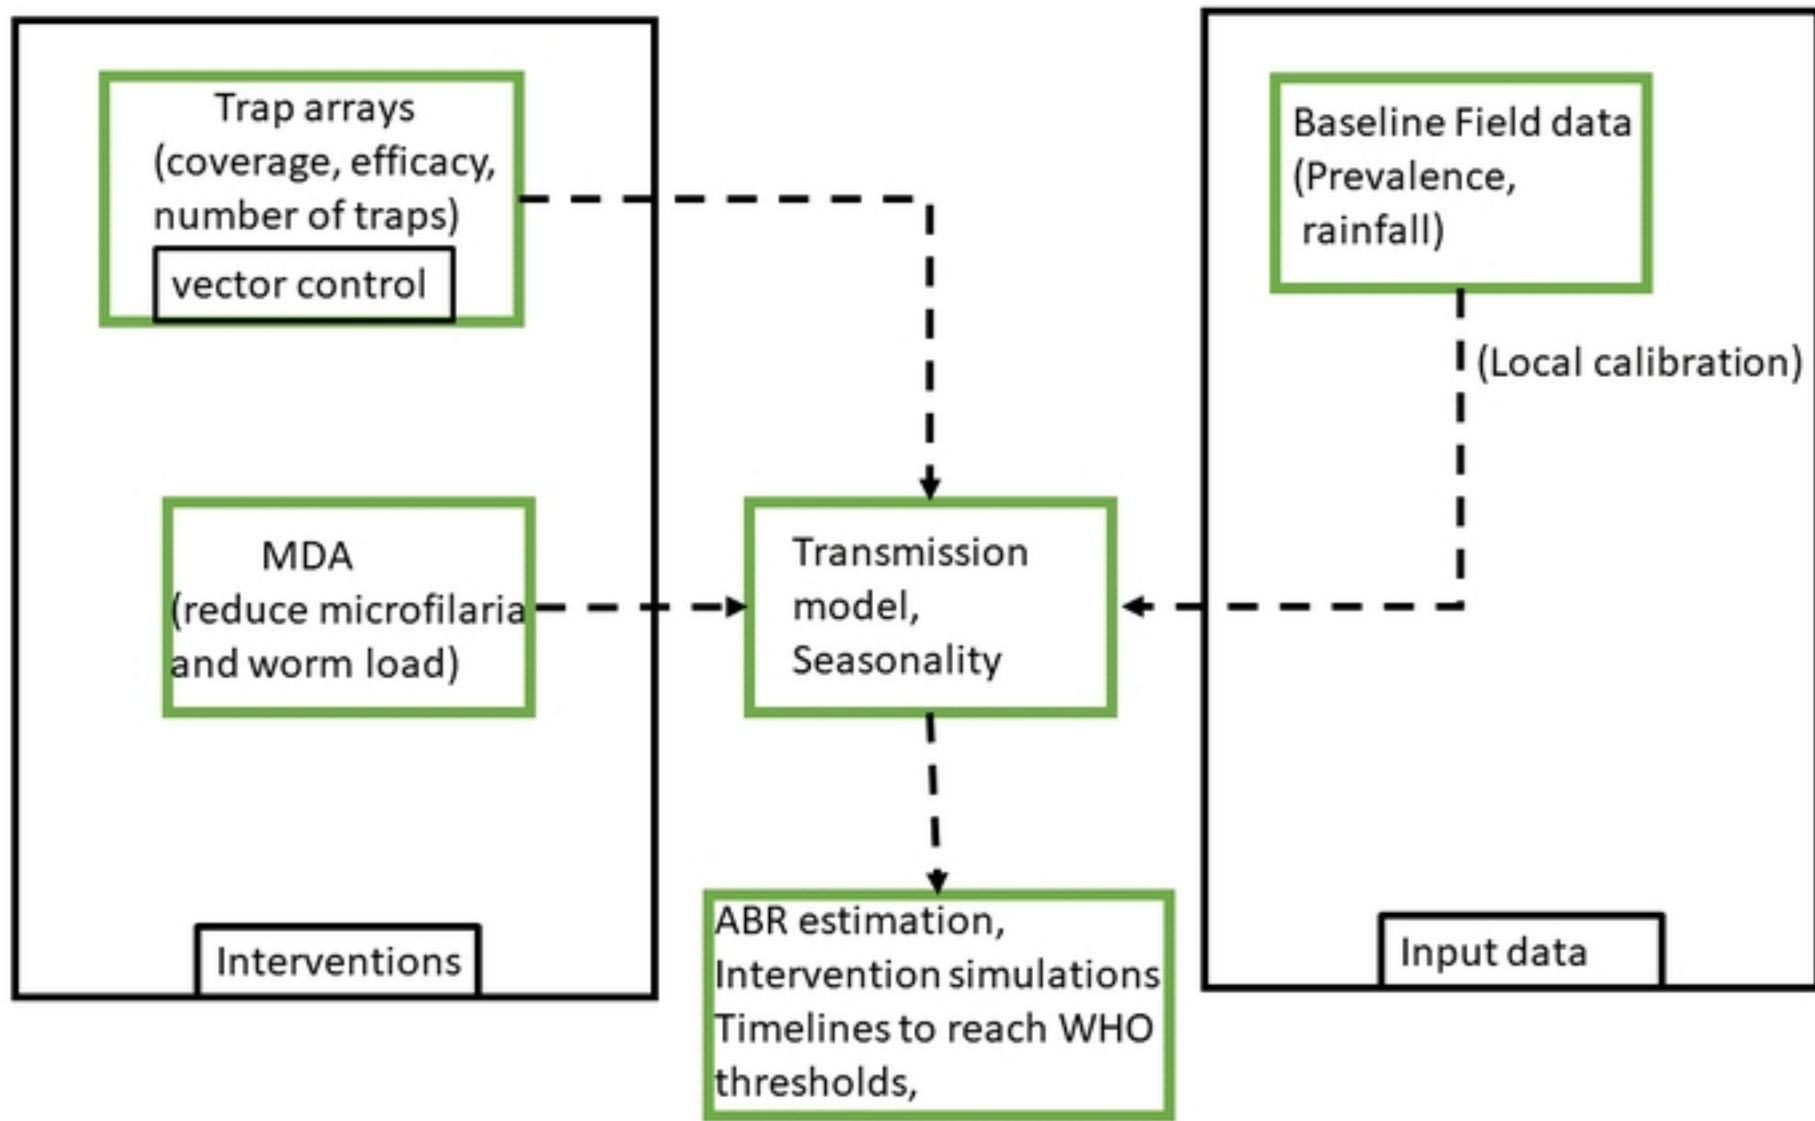 Trap arrays
(coverage, efficacy,
number of traps)
vector control
MDA
(reduce microfilaria
and worm load)
Interventions
Transmission
model,
Seasonality
ABR estimation,
Intervention simulations
Timelines to reach WHO
thresholds,
Baseline Field data
(Prevalence,
rainfall)
(Local calibration)
Input data